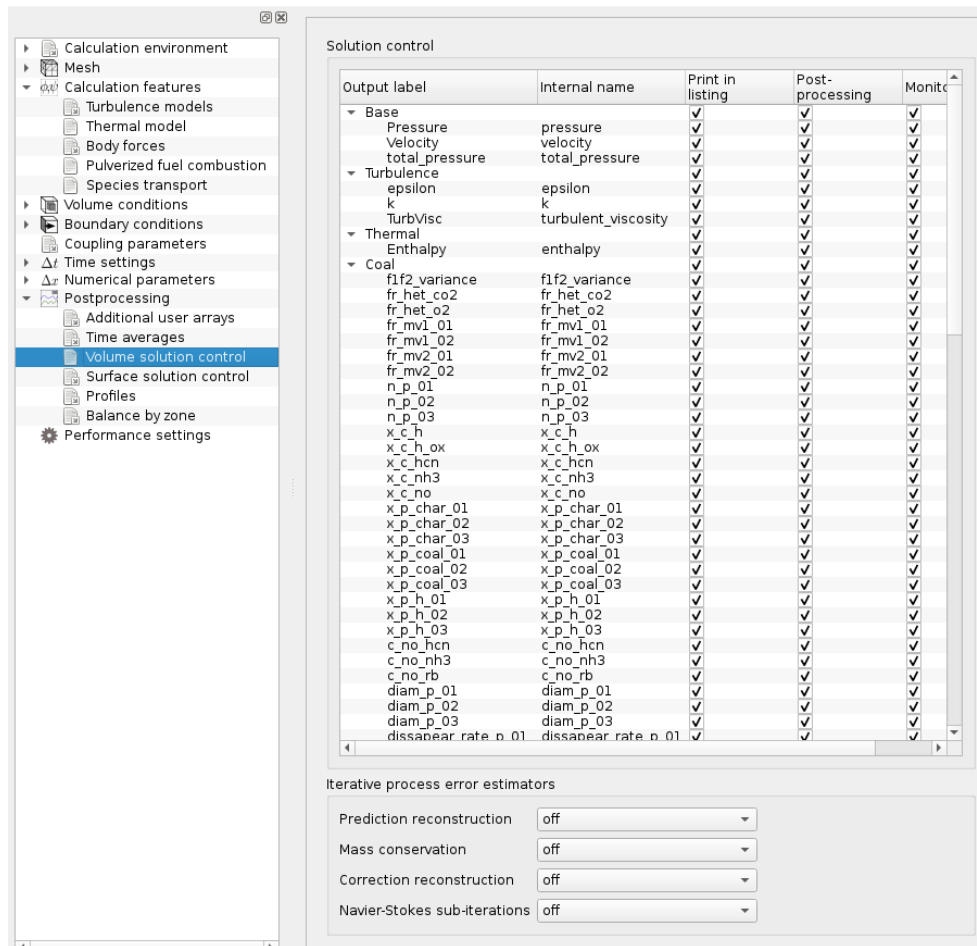 Calculation environment
Mesh
Calculation features
Turbulence models
Thermal model
Body forces
Pulverized fuel combustion
Species transport
Volume conditions
Boundary conditions
Coupling parameters
Δt Time settings
Δx Numerical parameters
Postprocessing
Additional user arrays
Time averages
Volume solution control
Surface solution control
Profiles
Balance by zone
Performance settings
Solution control
Output label Internal name Print in listing Post-processing Monito
Base
Pressure pressure
Velocity velocity
total_pressure total_pressure
Turbulence
epsilon epsilon
k k
TurbVisc turbulent_viscosity
Thermal
Enthalpy enthalpy
Coal
f1f2_variance f1f2_variance
fr_het_co2 fr_het_co2
fr_het_o2 fr_het_o2
fr_mv1_01 fr_mv1_01
fr_mv1_02 fr_mv1_02
fr_mv2_01 fr_mv2_01
fr_mv2_02 fr_mv2_02
n_p_01 n_p_01
n_p_02 n_p_02
n_p_03 n_p_03
x_c_h x_c_h
x_c_h_ox x_c_h_ox
x_c_hcn x_c_hcn
x_c_nh3 x_c_nh3
x_c_no x_c_no
x_p_char_01 x_p_char_01
x_p_char_02 x_p_char_02
x_p_char_03 x_p_char_03
x_p_coal_01 x_p_coal_01
x_p_coal_02 x_p_coal_02
x_p_coal_03 x_p_coal_03
x_p_h_01 x_p_h_01
x_p_h_02 x_p_h_02
x_p_h_03 x_p_h_03
c_no_hcn c_no_hcn
c_no_nh3 c_no_nh3
c_no_rb c_no_rb
diam_p_01 diam_p_01
diam_p_02 diam_p_02
diam_p_03 diam_p_03
dissapear_rate_p_01 dissapear_rate_p_01
Iterative process error estimators
Prediction reconstruction off
Mass conservation off
Correction reconstruction off
Navier-Stokes sub-iterations off